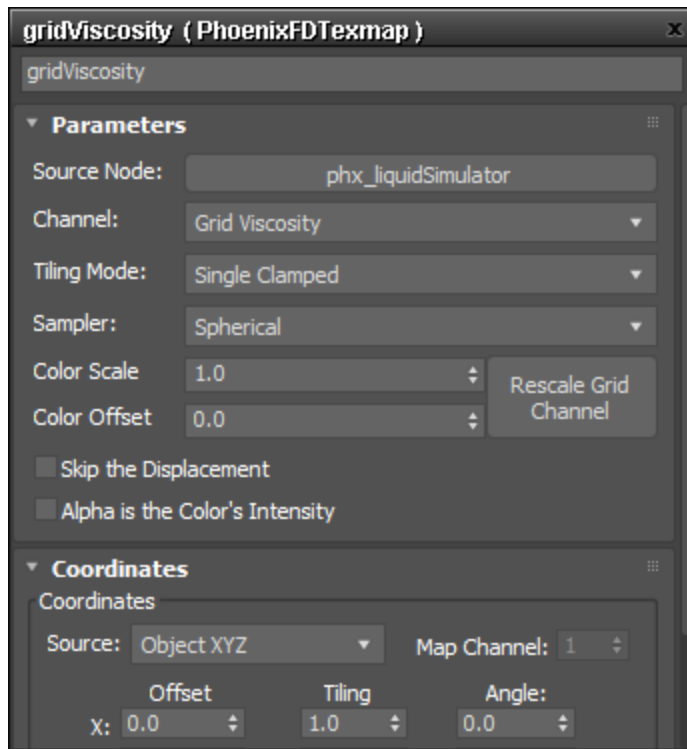 gridViscosity ( PhoenixFDTexmap ) x
gridViscosity
Parameters
Source Node: phx_liquidSimulator
Channel: Grid Viscosity
Tiling Mode: Single Clamped
Sampler: Spherical
Color Scale 1.0
Color Offset 0.0
Rescale Grid
Channel
Skip the Displacement
Alpha is the Color's Intensity
Coordinates
Coordinates
Source: Object XYZ Map Channel: 1
Offset Tiling Angle:
X: 0.0 1.0 0.0